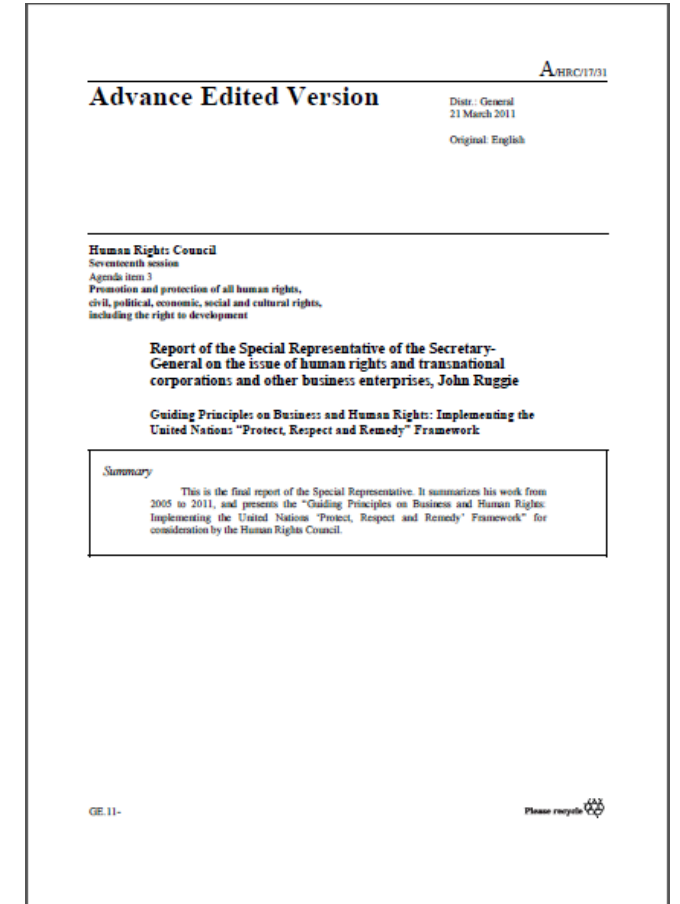 A/HRC/17/31
Advance Edited Version
Distr.: General
21 March 2011
Original: English
Human Rights Council
Seventeenth session
Agenda item 3
Promotion and protection of all human rights,
civil, political, economic, social and cultural rights,
including the right to development
Report of the Special Representative of the Secretary-
General on the issue of human rights and transnational
corporations and other business enterprises, John Ruggie
Guiding Principles on Business and Human Rights: Implementing the
United Nations “Protect, Respect and Remedy” Framework
Summary
This is the final report of the Special Representative. It summarizes his work from
2005 to 2011, and presents the “Guiding Principles on Business and Human Rights:
Implementing the United Nations ‘Protect, Respect and Remedy’ Framework” for
consideration by the Human Rights Council.
GE.11-
Please recycle